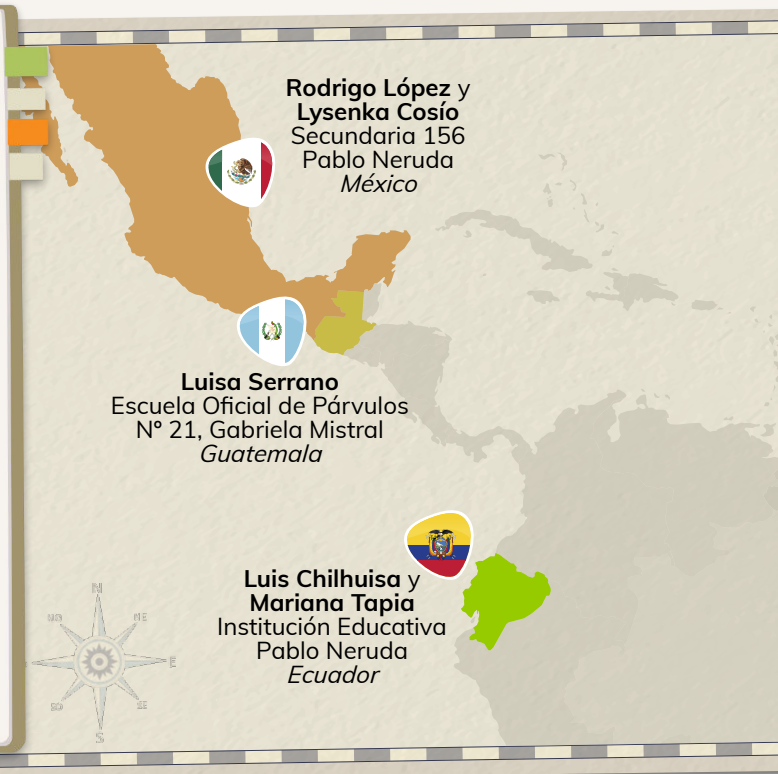 Rodrigo López y
Lysenka Cosío
Secundaria 156
Pablo Neruda
México
Luisa Serrano
Escuela Oficial de Párvulos
Nº 21, Gabriela Mistral
Guatemala
Luis Chilhuisa y
Mariana Tapia
Institución Educativa
Pablo Neruda
Ecuador
N
NE
SE
S
SO